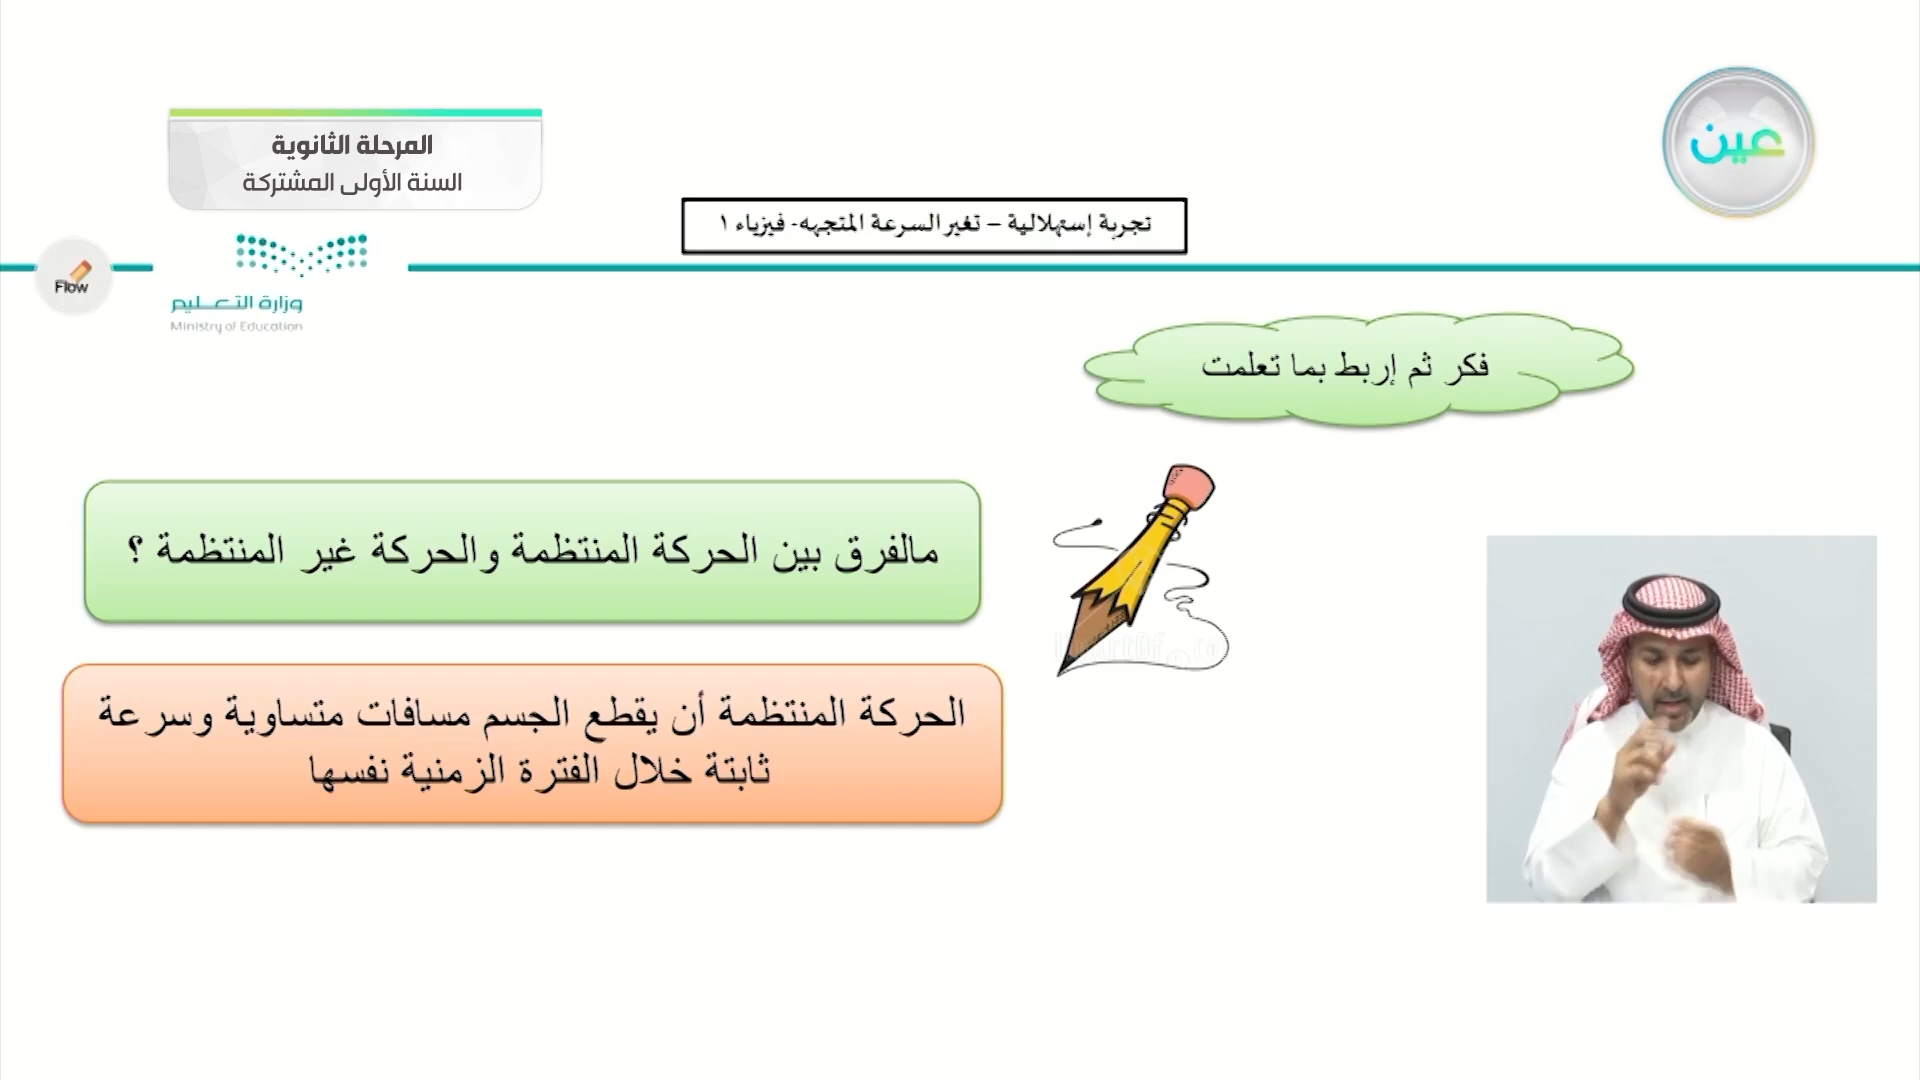 المرحلة الثانوية
السنة الأولى المشتركة
عين
تجربة إستهلالية – تغير السرعة المتجهه- فيزياء ١
Flow
وزارة التعليم
Ministry of Education
فكر ثم إربط بما تعلمت
مالفرق بين الحركة المنتظمة والحركة غير المنتظمة ؟
الحركة المنتظمة أن يقطع الجسم مسافات متساوية وسرعة
ثابتة خلال الفترة الزمنية نفسها